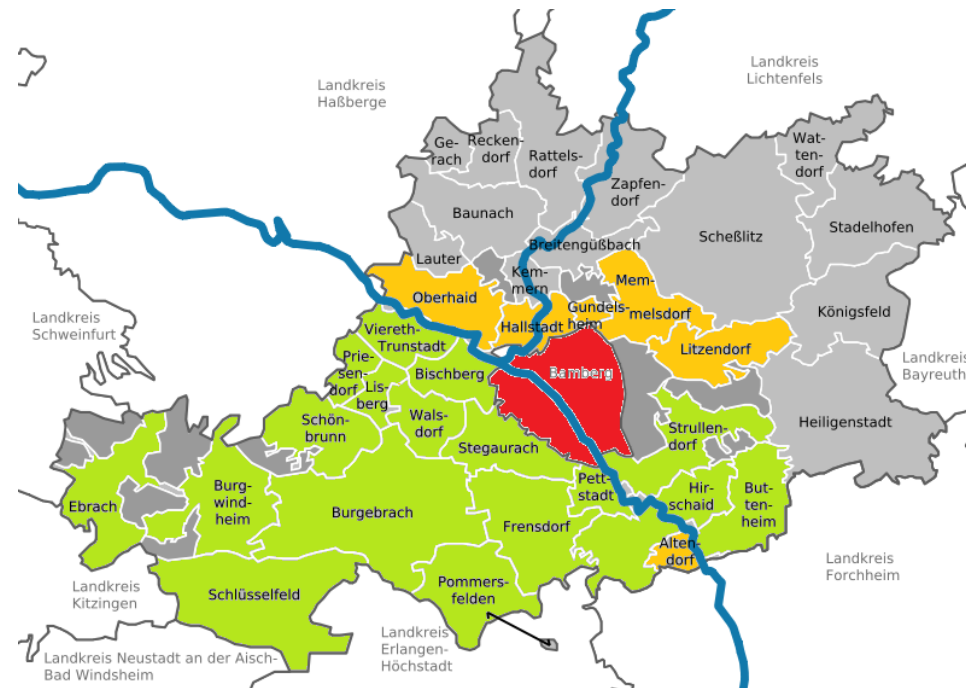 Landkreis
Haßberge
Landkreis
Lichtenfels
Ge-
rach
Recken-
dorf
Rattels-
dorf
Wat-
ten-
dorf
Zapfen-
dorf
Baunach
Scheßlitz
Stadelhofen
Breitengüßbach
Lauter
Kem-
mern
Mem-
melsdorf
Oberhaid
Hallstadt
Gundels-
heim
Königsfeld
Landkreis
Schweinfurt
Viereth-
Trunstadt
Litzendorf
Landkreis
Bayreuth
Prie-
sen-
dorf
Lis-
berg
Bischberg
Bamberg
Schön-
brunn
Wals-
dorf
Stegaurach
Strullen-
dorf
Heiligenstadt
Ebrach
Burg-
wind-
heim
Burgebrach
Pett-
stadt
Hir-
schaid
But-
ten-
heim
Frensdorf
Alten-
dorf
Landkreis
Forchheim
Landkreis
Kitzingen
Schlüsselfeld
Pommers-
felden
Landkreis
Erlangen-
Höchstadt
Landkreis Neustadt an der Aisch-
Bad Windsheim